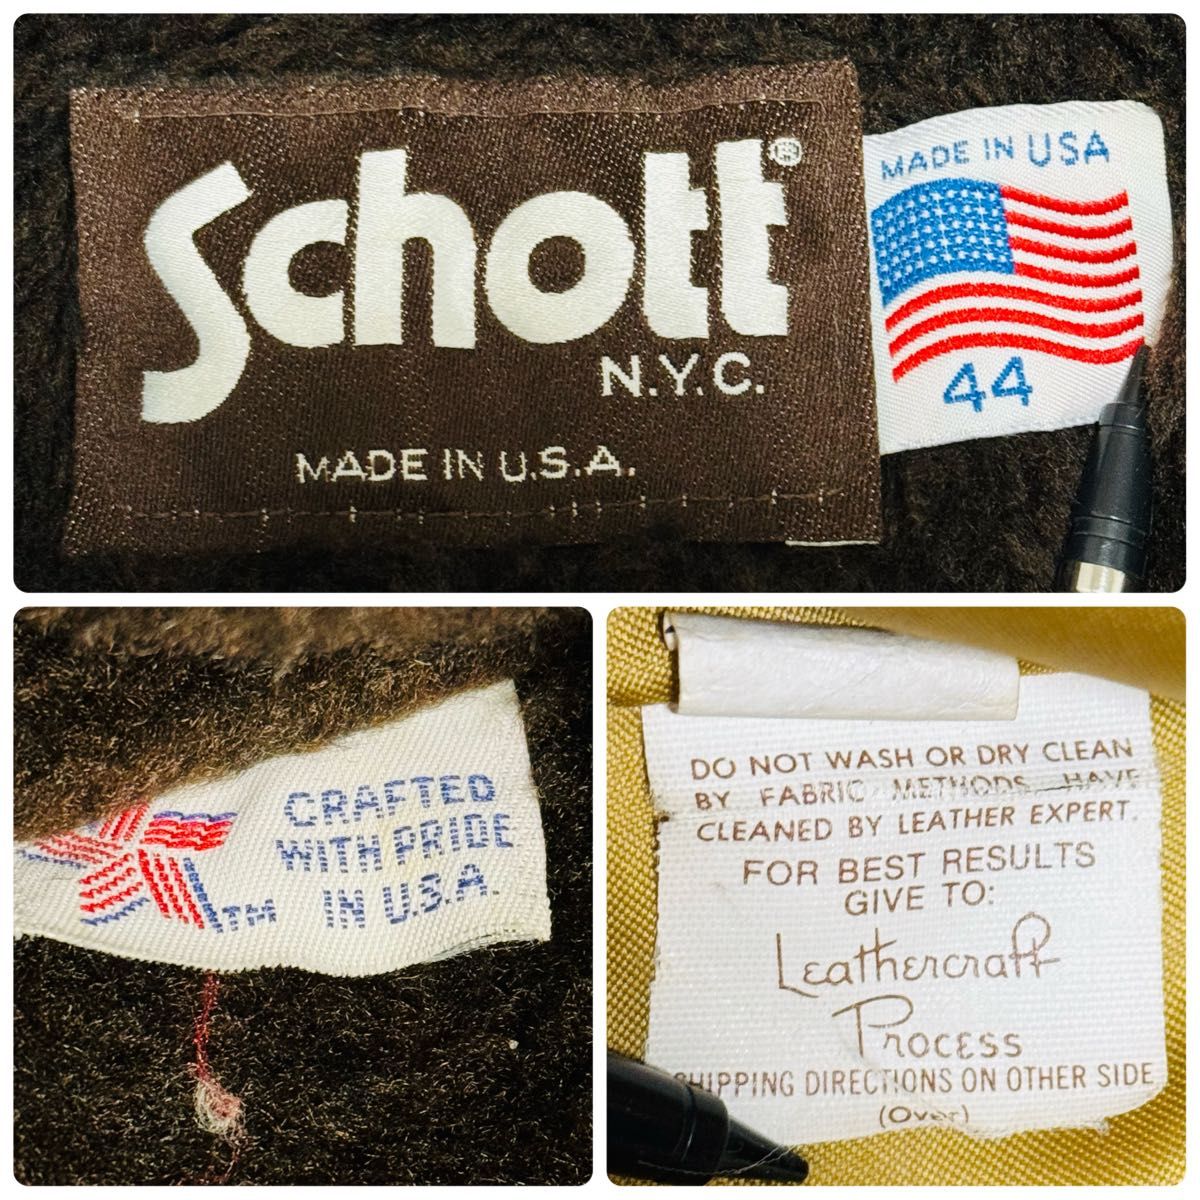 Schott®
N.Y.C.
MADE IN U.S.A.
MADE IN USA
44
CRAFTED
WITH PRIDE
IN U.S.A.
TM
DO NOT WASH OR DRY CLEAN
BY FABRIC METHODS. HAVE
CLEANED BY LEATHER EXPERT.
FOR BEST RESULTS
GIVE TO:
Leathercraft
Process
SHIPPING DIRECTIONS ON OTHER SIDE
(Over)